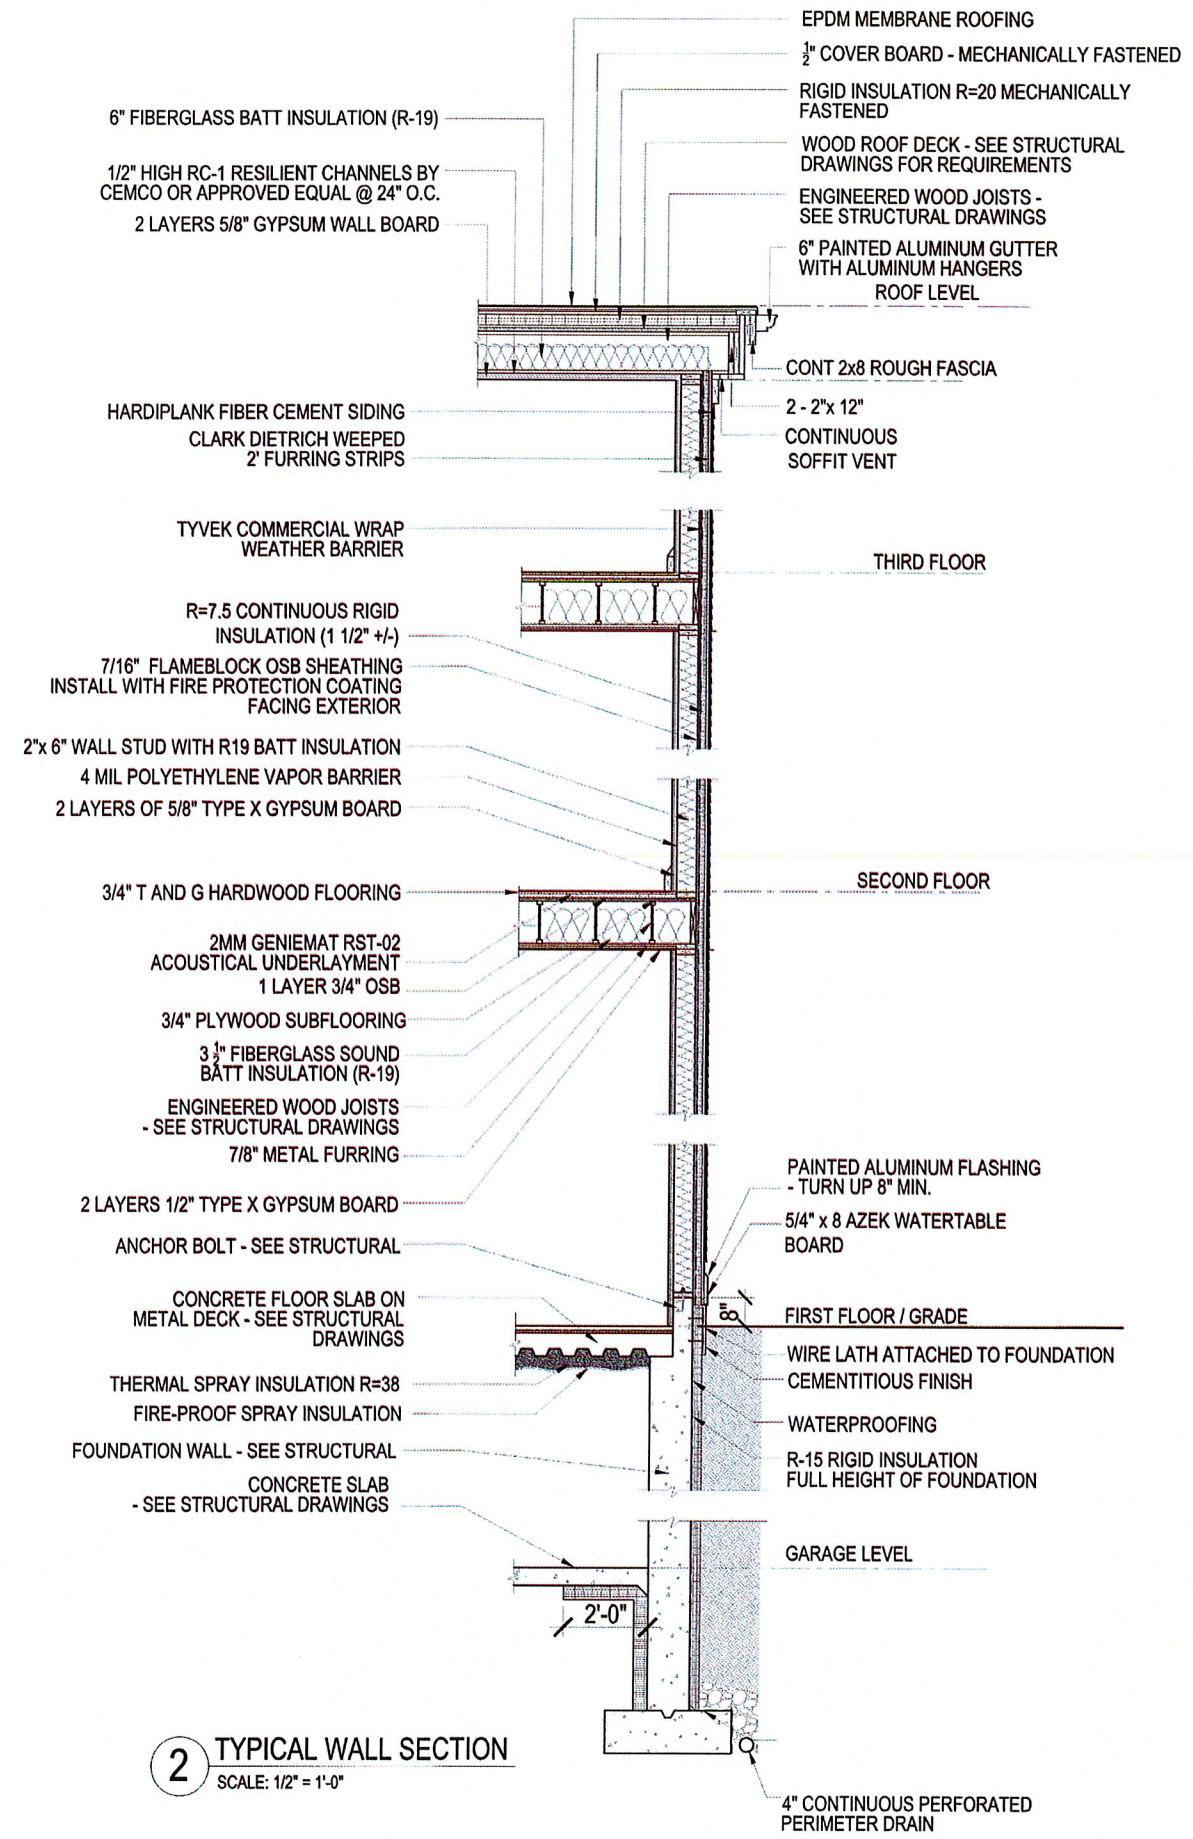 EPDM MEMBRANE ROOFING
1/2" COVER BOARD - MECHANICALLY FASTENED
RIGID INSULATION R=20 MECHANICALLY
FASTENED
WOOD ROOF DECK - SEE STRUCTURAL
DRAWINGS FOR REQUIREMENTS
ENGINEERED WOOD JOISTS -
SEE STRUCTURAL DRAWINGS
6" PAINTED ALUMINUM GUTTER
WITH ALUMINUM HANGERS
ROOF LEVEL
6" FIBERGLASS BATT INSULATION (R-19)
1/2" HIGH RC-1 RESILIENT CHANNELS BY
CEMCO OR APPROVED EQUAL @ 24" O.C.
2 LAYERS 5/8" GYPSUM WALL BOARD
CONT 2x8 ROUGH FASCIA
2 - 2"x 12"
CONTINUOUS
SOFFIT VENT
HARDIPLANK FIBER CEMENT SIDING
CLARK DIETRICH WEEPED
2' FURRING STRIPS
TYVEK COMMERCIAL WRAP
WEATHER BARRIER
THIRD FLOOR
R=7.5 CONTINUOUS RIGID
INSULATION (1 1/2" +/-)
7/16" FLAMEBLOCK OSB SHEATHING
INSTALL WITH FIRE PROTECTION COATING
FACING EXTERIOR
2"x 6" WALL STUD WITH R19 BATT INSULATION
4 MIL POLYETHYLENE VAPOR BARRIER
2 LAYERS OF 5/8" TYPE X GYPSUM BOARD
SECOND FLOOR
3/4" T AND G HARDWOOD FLOORING
2MM GENIEMAT RST-02
ACOUSTICAL UNDERLAYMENT
1 LAYER 3/4" OSB
3/4" PLYWOOD SUBFLOORING
3 1/2" FIBERGLASS SOUND
BATT INSULATION (R-19)
ENGINEERED WOOD JOISTS
- SEE STRUCTURAL DRAWINGS
7/8" METAL FURRING
2 LAYERS 1/2" TYPE X GYPSUM BOARD
ANCHOR BOLT - SEE STRUCTURAL
PAINTED ALUMINUM FLASHING
- TURN UP 8" MIN.
5/4" x 8 AZEK WATERTABLE
BOARD
CONCRETE FLOOR SLAB ON
METAL DECK - SEE STRUCTURAL
DRAWINGS
8"
FIRST FLOOR / GRADE
WIRE LATH ATTACHED TO FOUNDATION
CEMENTITIOUS FINISH
WATERPROOFING
R-15 RIGID INSULATION
FULL HEIGHT OF FOUNDATION
THERMAL SPRAY INSULATION R=38
FIRE-PROOF SPRAY INSULATION
FOUNDATION WALL - SEE STRUCTURAL
CONCRETE SLAB
- SEE STRUCTURAL DRAWINGS
GARAGE LEVEL
2'-0"
2
TYPICAL WALL SECTION
SCALE: 1/2" = 1'-0"
4" CONTINUOUS PERFORATED
PERIMETER DRAIN